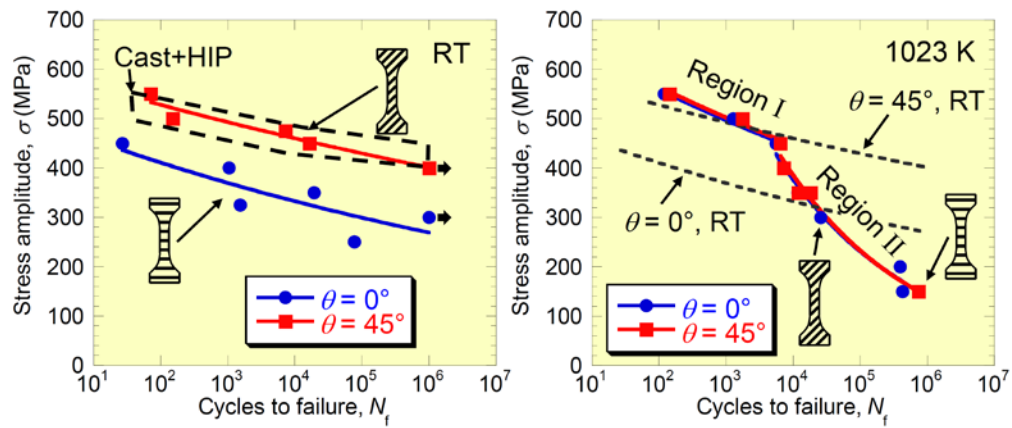 700
600
500
400
300
200
100
0
Stress amplitude, σ (MPa)
Cast+HIP
RT
θ = 0°
θ = 45°
10¹ 10² 10³ 10⁴ 10⁵ 10⁶ 10⁷
Cycles to failure, N_f
700
600
500
400
300
200
100
0
Stress amplitude, σ (MPa)
1023 K
Region I
θ = 45°, RT
θ = 0°, RT
Region II
θ = 0°
θ = 45°
10¹ 10² 10³ 10⁴ 10⁵ 10⁶ 10⁷
Cycles to failure, N_f